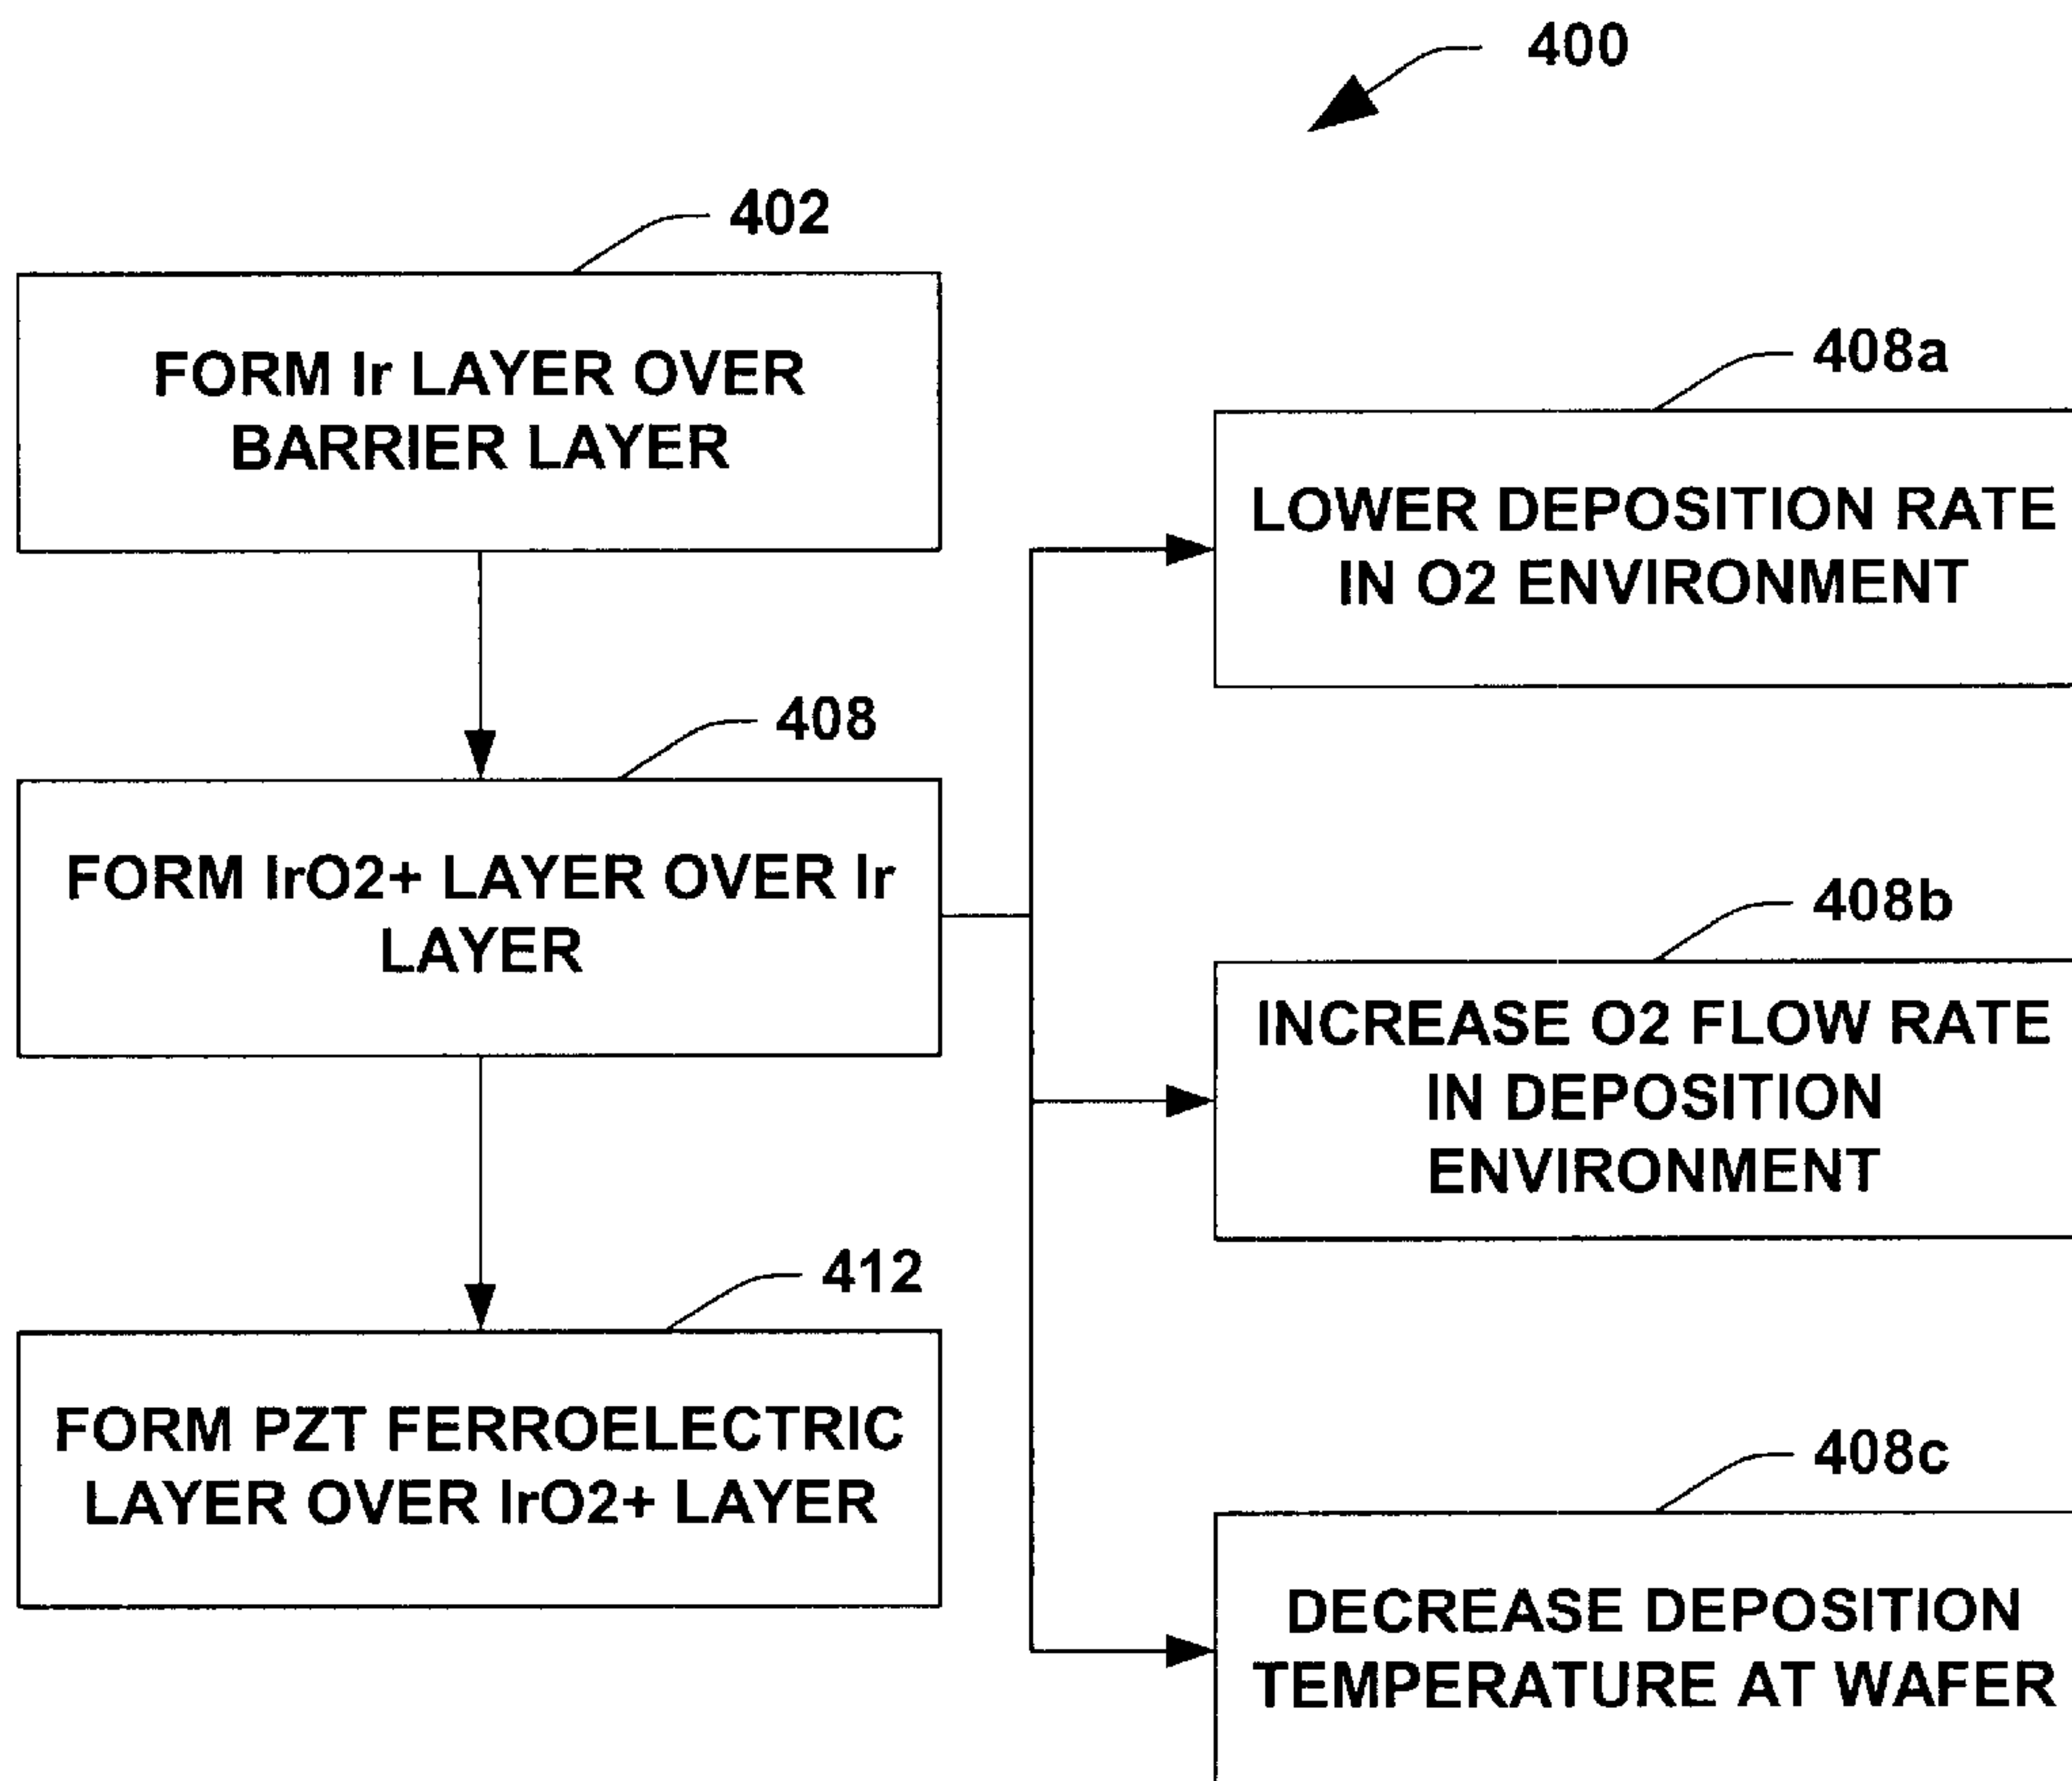 400
402
FORM Ir LAYER OVER
BARRIER LAYER
408
FORM IrO2+ LAYER OVER Ir
LAYER
412
FORM PZT FERROELECTRIC
LAYER OVER IrO2+ LAYER
408a
LOWER DEPOSITION RATE
IN O2 ENVIRONMENT
408b
INCREASE O2 FLOW RATE
IN DEPOSITION
ENVIRONMENT
408c
DECREASE DEPOSITION
TEMPERATURE AT WAFER